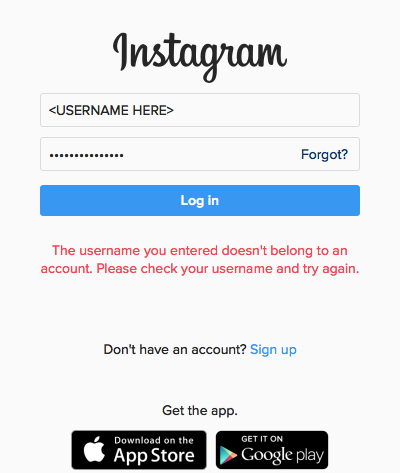 Instagram
<USERNAME HERE>
••••••••••••••• Forgot?
Log in
The username you entered doesn't belong to an
account. Please check your username and try again.
Don't have an account? Sign up
Get the app.
Download on the
App Store
GET IT ON
Google play